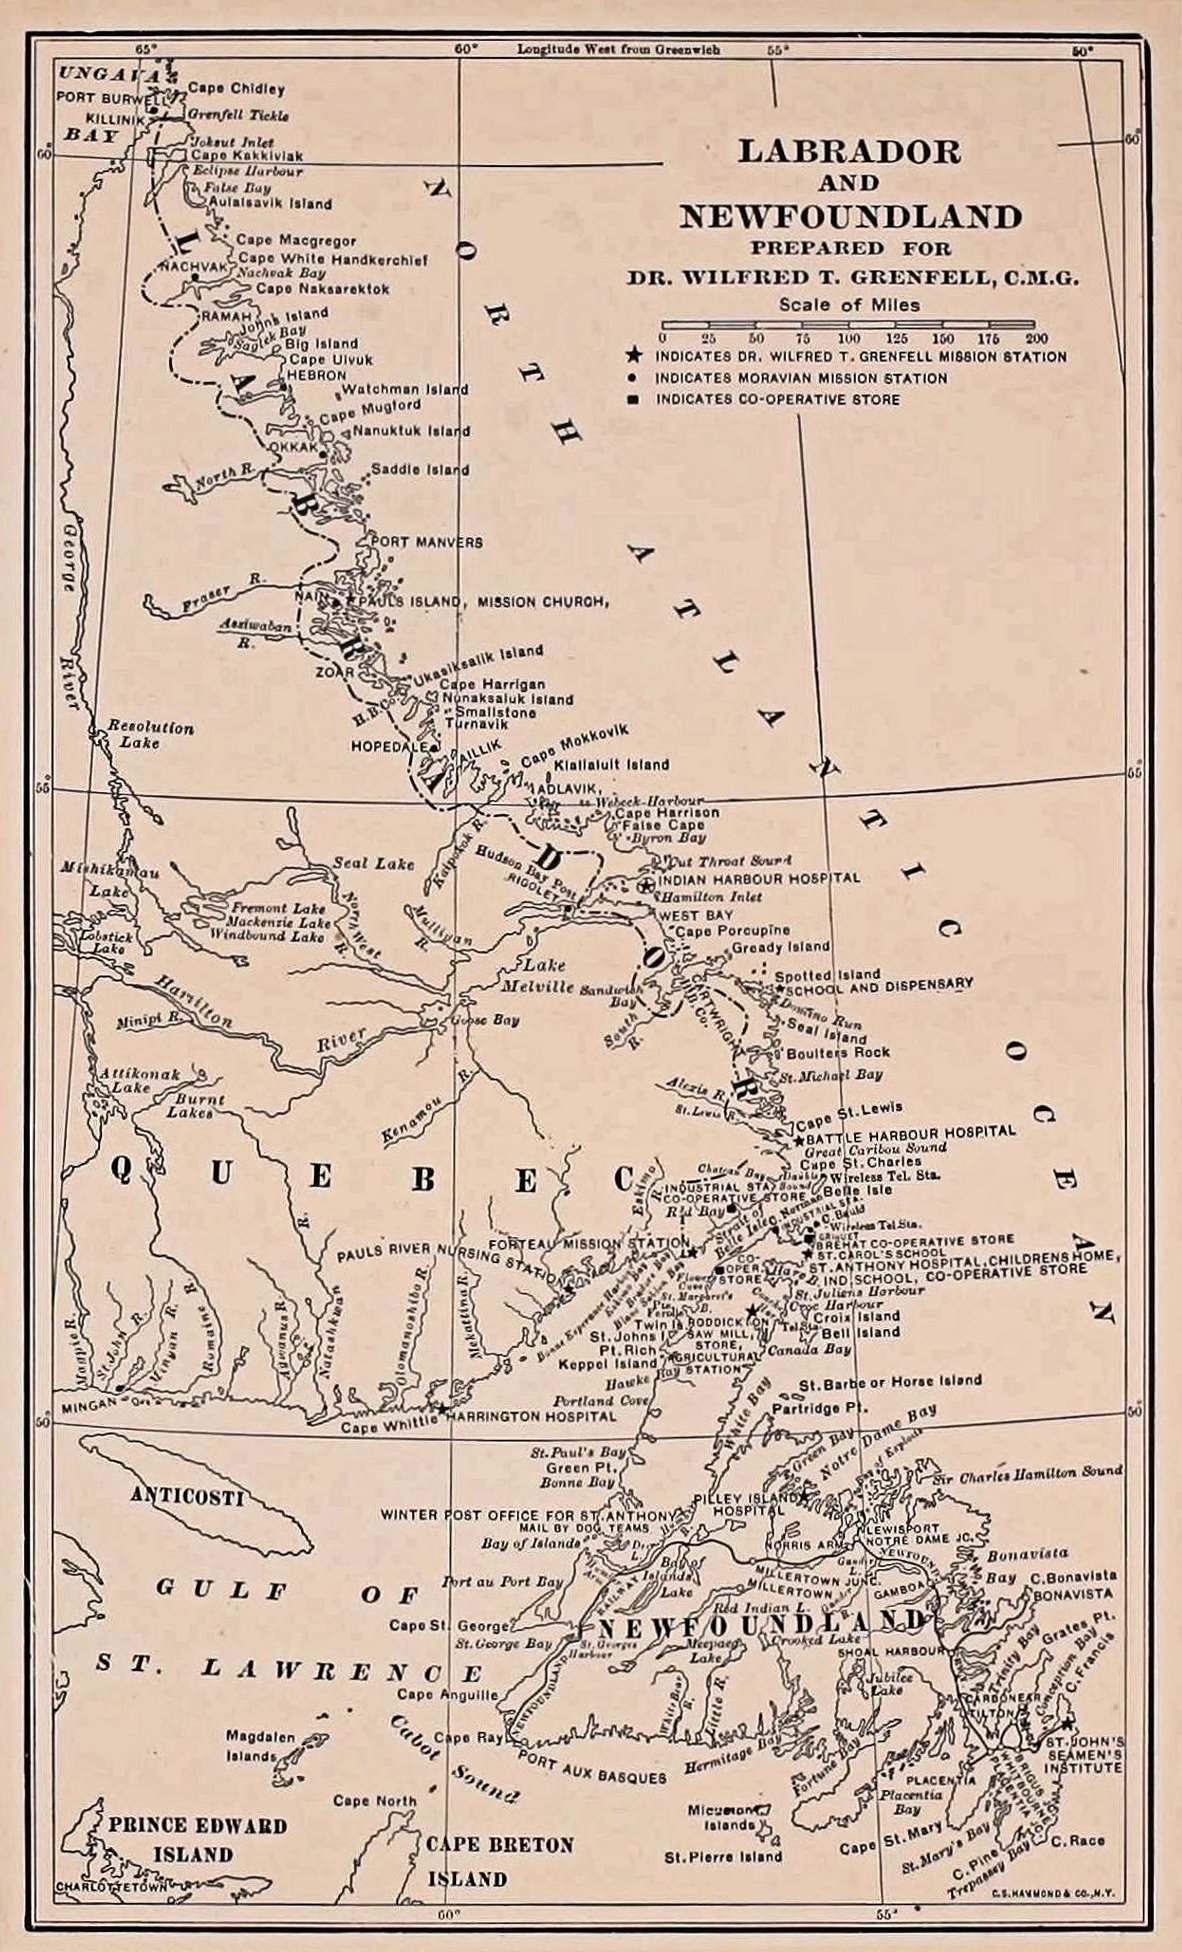 65°
60°
Longitude West from Greenwich
55°
50°
UNGAVA
Cape Chidley
PORT BURWELL
KILLINIK
Grenfell Tickle
BAY
Joksut Inlet
60°
60°
Cape Kakkiviak
Eclipse Harbour
False Bay
Aulatsavik Island
LABRADOR
AND
NEWFOUNDLAND
PREPARED FOR
DR. WILFRED T. GRENFELL, C.M.G.
Scale of Miles
0 25 50 75 100 125 150 175 200
INDICATES DR. WILFRED T. GRENFELL MISSION STATION
INDICATES MORAVIAN MISSION STATION
INDICATES CO-OPERATIVE STORE
NORTH ATLANTIC OCEAN
LABRADOR
Cape Macgregor
Cape White Handkerchief
NACHVAK
Nachvak Bay
Cape Naksarektok
RAMAH
Johns Island
Saglek Bay
Big Island
Cape Uivuk
HEBRON
Watchman Island
Cape Mugford
Nanuktuk Island
OKKAK
North R.
Saddle Island
PORT MANVERS
George River
Fraser R.
NAIN
PAULS ISLAND, MISSION CHURCH,
Assiwaban
R.
ZOAR
Ukasiksalik Island
Cape Harrigan
Nunaksaluk Island
H.B.C.
Smallstone
Turnavik
Resolution
Lake
HOPEDALE
AILLIK
Cape Mokkovik
Kiallaluit Island
55°
55°
ADLAVIK,
Webeck Harbour
Cape Harrison
False Cape
Byron Bay
Kaipokok R.
Hudson Bay Post
RIGOLET
Cut Throat Sound
INDIAN HARBOUR HOSPITAL
Hamilton Inlet
WEST BAY
Cape Porcupine
Gready Island
Mishikamau
Lake
Seal Lake
Fremont Lake
Mackenzie Lake
Windbound Lake
North West
R.
Lobstick
Lake
Mulligan
R.
Lake
Melville
Sandwich
Bay
Spotted Island
SCHOOL AND DISPENSARY
CARTWRIGHT
H.B.Co.
Domino Run
Seal Island
South
R.
Hamilton
River
Minipi R.
Goose Bay
Boulters Rock
St. Michael Bay
Attikonak
Lake
Burnt
Lakes
Kenamou R.
Alexis R.
St. Lewis R.
Cape St. Lewis
BATTLE HARBOUR HOSPITAL
Great Caribou Sound
Cape St. Charles
QUEBEC
Eskimo R.
Chateau Bay
Wireless Tel. Sta.
INDUSTRIAL STA.
CO-OPERATIVE STORE
Belle Isle
Red Bay
Strait of
Belle Isle
C. Norman
INDUSTRIAL STA.
C. Bauld
Wireless Tel. Sta.
GRIQUET
BREHAT CO-OPERATIVE STORE
ST. CAROL'S SCHOOL
ST. ANTHONY HOSPITAL, CHILDRENS HOME,
IND. SCHOOL, CO-OPERATIVE STORE
FORTEAU MISSION STATION
PAULS RIVER NURSING STATION
CO-
OPER.
STORE
St. Juliens Harbour
Croc Harbour
Croix Island
Bell Island
Tel. Sta.
Canada Bay
Bonne Esperance Harbour
St. Margaret's
B.
Twin Is.
RODDICKTON
SAW MILL,
STORE,
AGRICULTURAL
STATION
St. Johns I.
Pt. Rich
Keppel Island
Hawke Bay
Portland Cove
St. Barbe or Horse Island
Partridge Pt.
Magpie R.
St. John R.
Mingan R.
Romaine R.
R.
Agwanus R.
Natashkwan
Olomanoshibo R.
Mekattina R.
MINGAN
Cape Whittle
HARRINGTON HOSPITAL
50°
50°
White Bay
Green Bay
Notre Dame Bay
Bay of Exploits
Sir Charles Hamilton Sound
St. Paul's Bay
Green Pt.
Bonne Bay
ANTICOSTI
WINTER POST OFFICE FOR ST. ANTHONY
MAIL BY DOG TEAMS
Bay of Islands
PILLEY ISLAND
HOSPITAL
LEWISPORT
NOTRE DAME JC.
NORRIS ARM
MILLERTOWN JUNC.
MILLERTOWN
GAMBO
Bonavista
Bay
C. Bonavista
BONAVISTA
Bay of
Islands
Lake
Port au Port Bay
Red Indian L.
GULF OF
ST. LAWRENCE
NEWFOUNDLAND
Cape St. George
St. George Bay
St. Georges
Harbour
NEWFOUNDLAND
RAILWAY
Meepaeg
Lake
Crooked Lake
SHOAL HARBOUR
Grates Pt.
Trinity Bay
Conception Bay
C. Francis
Jubilee
Lake
Cape Anguille
White Bear
R.
Little R.
CARBONEAR
TILTON
Cape Ray
PORT AUX BASQUES
Cabot
Sound
Hermitage Bay
Fortune Bay
ST. JOHN'S
SEAMEN'S
INSTITUTE
BRIGUS JC.
WHITBOURNE
PLACENTIA
PLACENTIA
Placentia
Bay
Magdalen
Islands
Cape North
PRINCE EDWARD
ISLAND
CAPE BRETON
ISLAND
CHARLOTTETOWN
Micumon
Islands
St. Pierre Island
Cape St. Mary
St. Mary's Bay
C. Pine
Trepassey Bay
C. Race
C.S. HAMMOND & CO., N.Y.
60°
55°